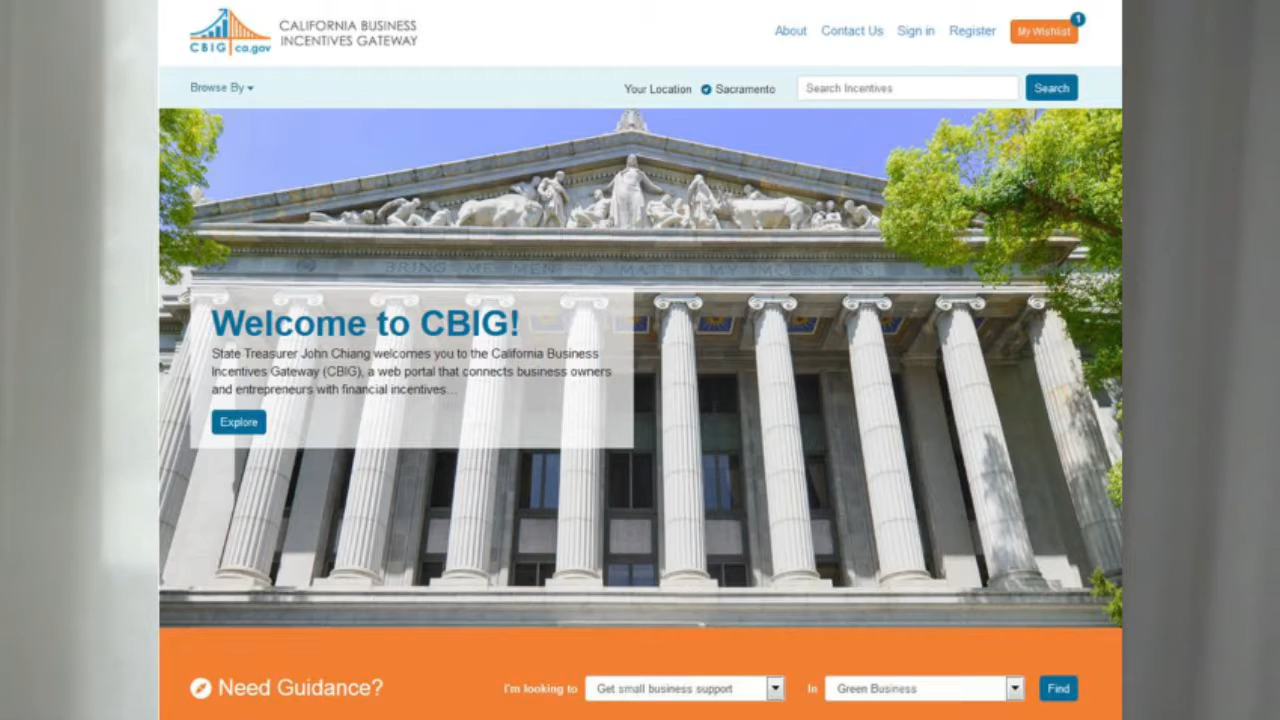 CBIG ca.gov
CALIFORNIA BUSINESS
INCENTIVES GATEWAY
About Contact Us Sign in Register My Wishlist 1
Browse By
Your Location Sacramento Search Incentives Search
BRING ME MEN TO MATCH MY MOUNTAINS
Welcome to CBIG!
State Treasurer John Chiang welcomes you to the California Business
Incentives Gateway (CBIG), a web portal that connects business owners
and entrepreneurs with financial incentives...
Explore
Need Guidance? I'm looking to Get small business support In Green Business Find